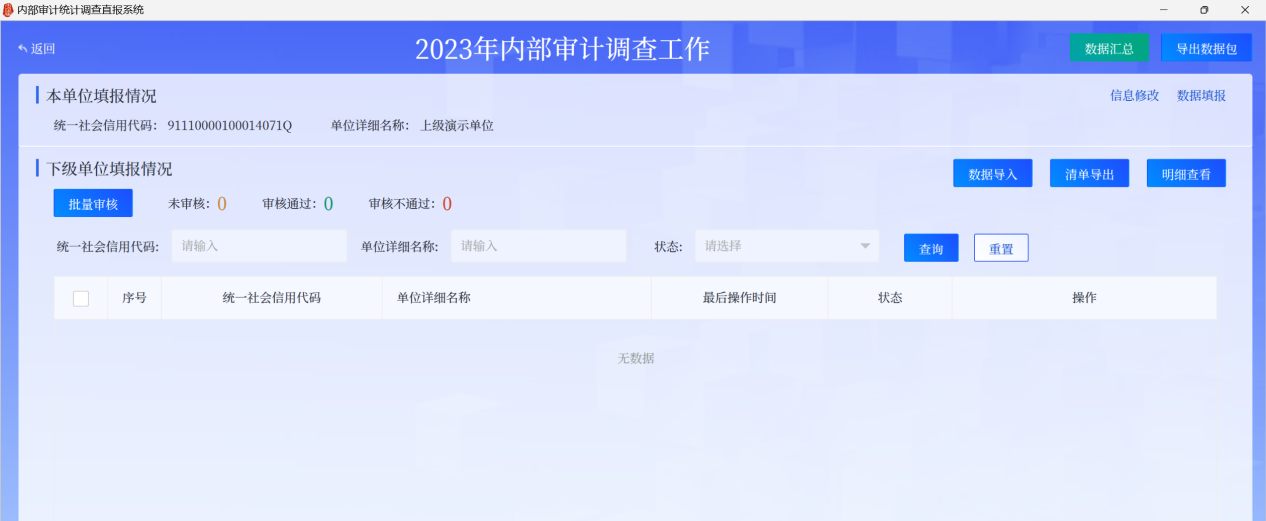 内部审计统计调查直报系统
返回
2023年内部审计调查工作
数据汇总 导出数据包
本单位填报情况 信息修改 数据填报
统一社会信用代码: 91110000100014071Q 单位详细名称: 上级演示单位
下级单位填报情况 数据导入 清单导出 明细查看
批量审核 未审核: 0 审核通过: 0 审核不通过: 0
统一社会信用代码: 请输入 单位详细名称: 请输入 状态: 请选择 查询 重置
序号 统一社会信用代码 单位详细名称 最后操作时间 状态 操作
无数据